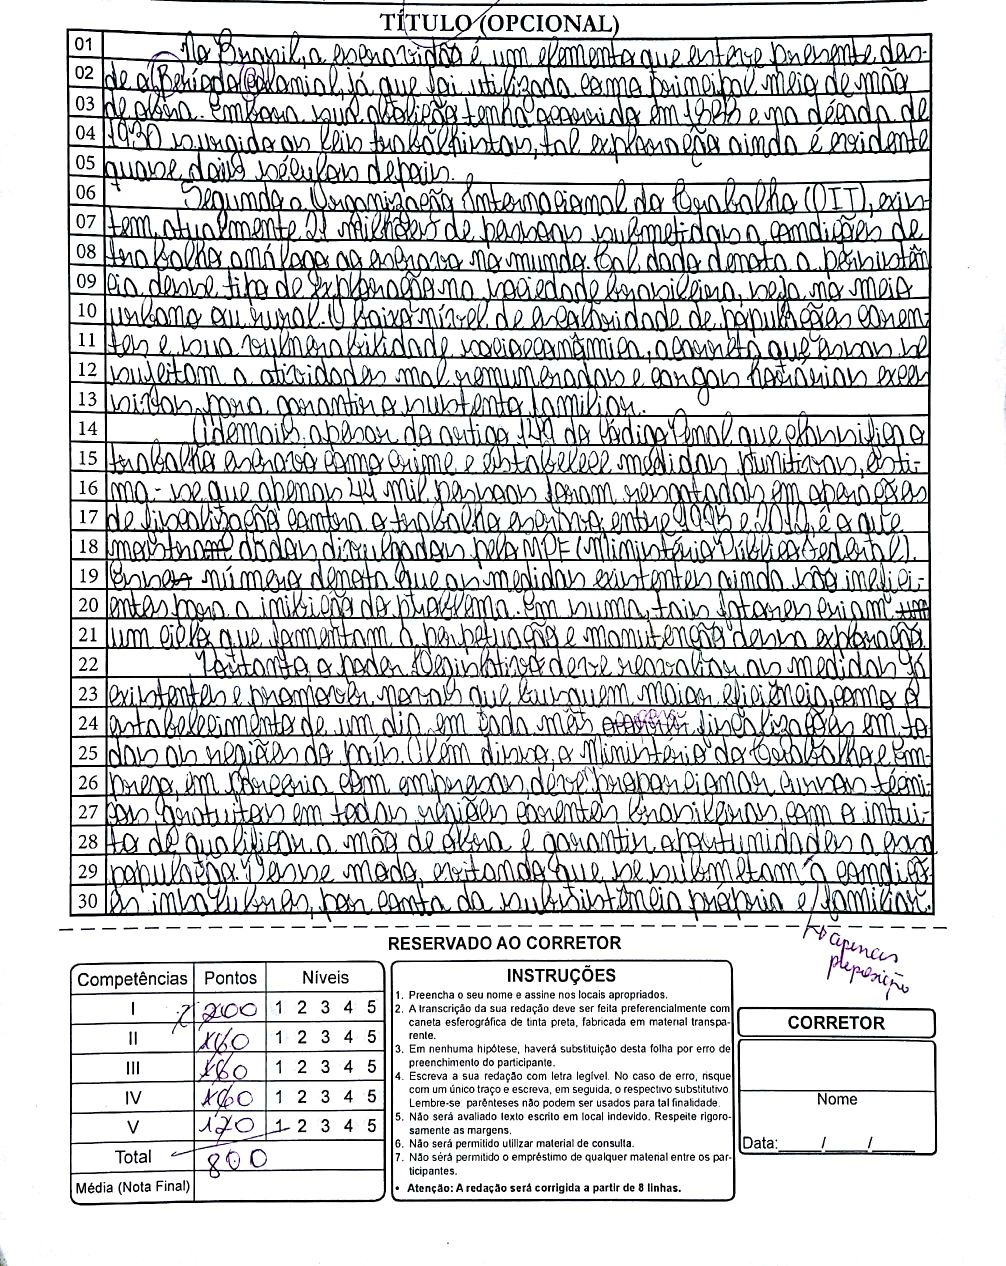 TÍTULO (OPCIONAL)
01 No Brasil, a escravidão é um elemento que esteve presente des-
02 de o Período Colonial, já que foi utilizada como principal meio de mão
03 de obra. Embora sua abolição tenha ocorrido em 1888 e na década de
04 1930 surgido as leis trabalhistas, tal exploração ainda é evidente
05 quase dois séculos depois.
06 Segundo a Organização Internacional do Trabalho (OIT), exis-
07 tem, atualmente 21 milhões de pessoas submetidas a condições de
08 trabalho análogo ao escravo no mundo. Tal dado denota a persistên
09 cia desse tipo de exploração na sociedade brasileira, seja no meio
10 urbano ou rural. O baixo nível de escolaridade de populações caren-
11 tes e sua vulnerabilidade socioeconômica, acarreta que essas se
12 sujeitam a atividades mal remuneradas e cargas horárias exces
13 sivas para garantir o sustento familiar.
14 Ademais, apesar do artigo 149 do Código Penal que classifica o
15 trabalho escravo como crime e estabelece medidas punitivas, esti-
16 ma-se que apenas 44 mil pessoas foram resgatadas em operações
17 de fiscalização contra o trabalho escravo, entre 1995 e 2012, é o que
18 mostram dados divulgados pelo MPF (Ministério Público Federal).
19 Esse número denota que as medidas existentes ainda são inefici-
20 entes para a inibição do problema. Em suma, tais fatores criam
21 um ciclo que fomentam a perpetuação e manutenção dessa exploração.
22 Portanto o poder Legislativo deve reavaliar as medidas já
23 existentes e promover novas que busquem maior eficiência, como o
24 estabelecimento de um dia em cada mês fiscalizações em to
25 das as regiões do país. Além disso, o Ministério do Trabalho e Em-
26 prego, em parceria com empresas, deve proporcionar cursos técni-
27 cos gratuitos em todas regiões carentes brasileiras, com o intui-
28 to de qualificar a mão de obra e garantir oportunidades a essa
29 população. Desse modo, evitando que se submetam a condiçõ
30 es insalubres, por conta da subsistência própria e familiar.
apenas
preposição
RESERVADO AO CORRETOR
Competências Pontos Níveis
I 200 1 2 3 4 5
II 160 1 2 3 4 5
III 160 1 2 3 4 5
IV 160 1 2 3 4 5
V 120 1 2 3 4 5
Total 800
Média (Nota Final)
INSTRUÇÕES
1. Preencha o seu nome e assine nos locais apropriados.
2. A transcrição da sua redação deve ser feita preferencialmente com
caneta esferográfica de tinta preta, fabricada em material transpa-
rente.
3. Em nenhuma hipótese, haverá substituição desta folha por erro de
preenchimento do participante.
4. Escreva a sua redação com letra legível. No caso de erro, risque
com um único traço e escreva, em seguida, o respectivo substitutivo.
Lembre-se parênteses não podem ser usados para tal finalidade.
5. Não será avaliado texto escrito em local indevido. Respeite rigoro-
samente as margens.
6. Não será permitido utilizar material de consulta.
7. Não será permitido o empréstimo de qualquer material entre os par-
ticipantes.
• Atenção: A redação será corrigida a partir de 8 linhas.
CORRETOR
Nome
Data: / /